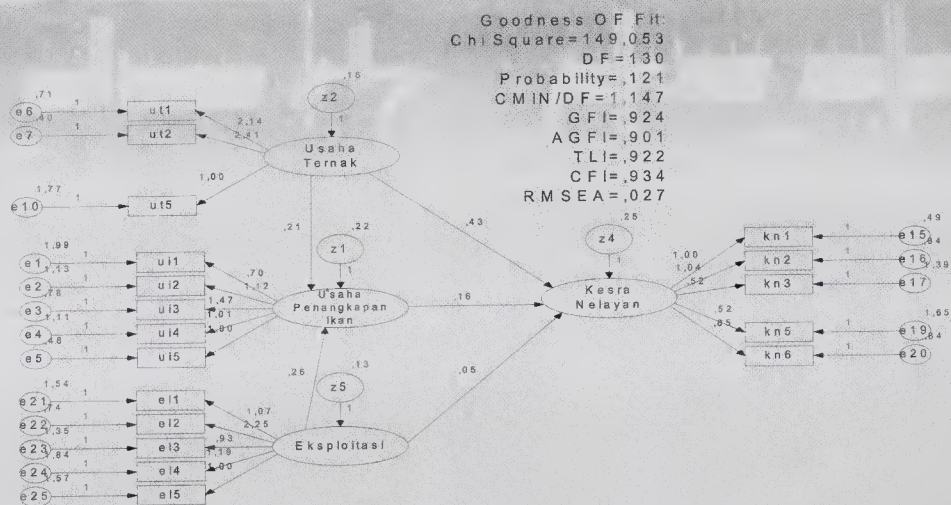 Goodness OF Fit:
Chi Square=149,053
DF=130
Probability=,121
CMIN/DF=1,147
GFI=,924
AGFI=,901
TLI=,922
CFI=,934
RMSEA=,027
,15
z2
1
,71
e6 1 ut1
e7 1 ut2
2,14
2,41
Usaha
Ternak
1,77
e10 1 ut5
1,00
,21
,43
,22
z1
1
,25
z4
1
1,99
e1 1 ui1
,70
1,13
e2 1 ui2
1,12
e3 1 ui3
1,47
1,11
e4 1 ui4
1,01
,48
e5 1 ui5
Usaha
Penangkapan
Ikan
,16
Kesra
Nelayan
1,00
kn1 1 e15
,49
1,04
kn2 1 e16
,52
kn3 1 e17
1,39
,52
kn5 1 e19
1,65
kn6 1 e20
,26
,13
z5
1
,05
1,54
e21 1 el1
1,07
,74
e22 1 el2
2,25
1,35
e23 1 el3
,93
1,84
e24 1 el4
1,19
1,57
e25 1 el5
1,00
Eksploitasi